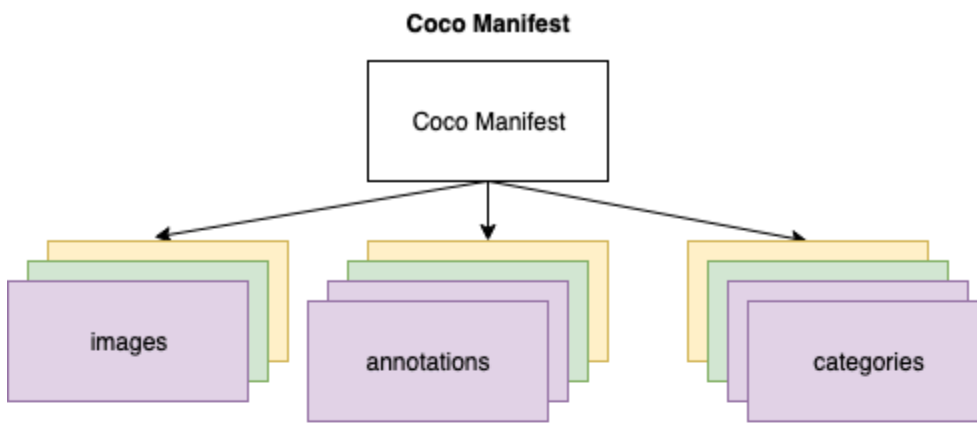 Coco Manifest
Coco Manifest
images
annotations
categories